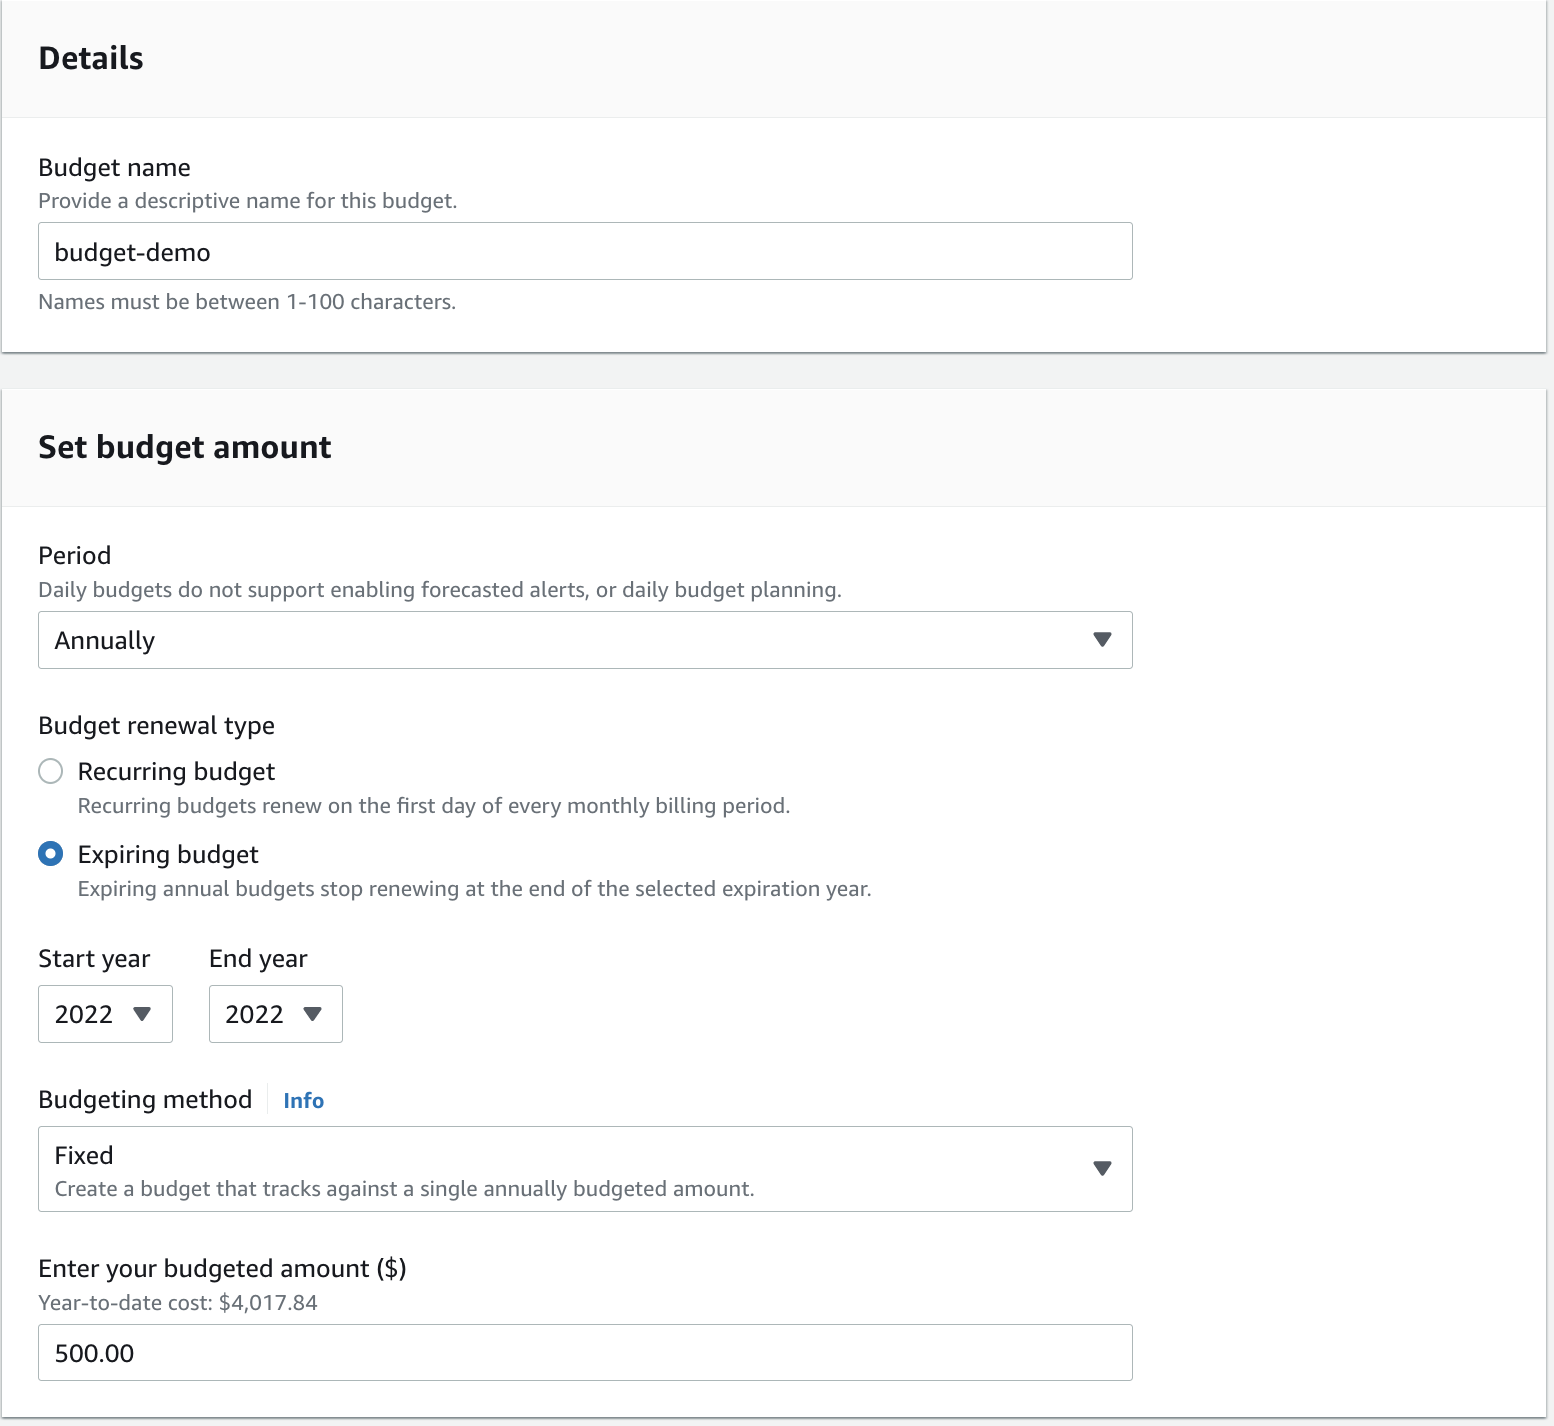 Details
Budget name
Provide a descriptive name for this budget.
budget-demo
Names must be between 1-100 characters.
Set budget amount
Period
Daily budgets do not support enabling forecasted alerts, or daily budget planning.
Annually
Budget renewal type
Recurring budget
Recurring budgets renew on the first day of every monthly billing period.
Expiring budget
Expiring annual budgets stop renewing at the end of the selected expiration year.
Start year End year
2022 2022
Budgeting method Info
Fixed
Create a budget that tracks against a single annually budgeted amount.
Enter your budgeted amount ($)
Year-to-date cost: $4,017.84
500.00